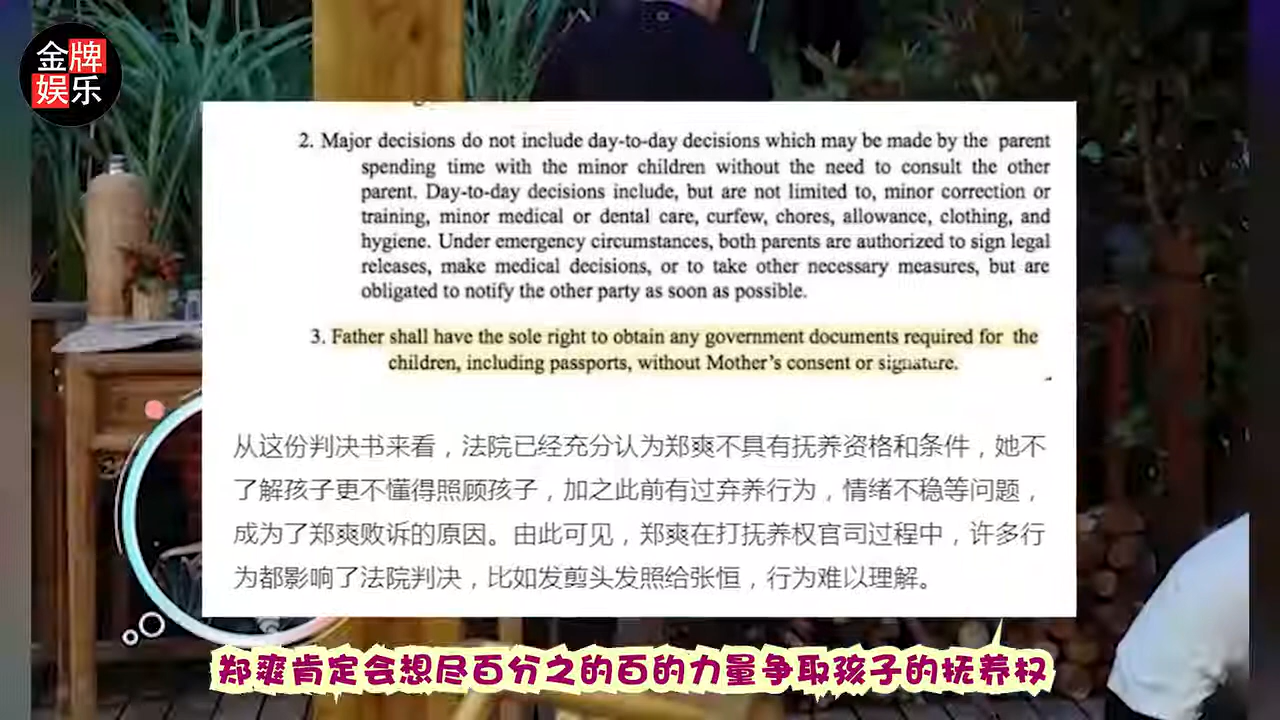 金牌
娱乐
2. Major decisions do not include day-to-day decisions which may be made by the parent
spending time with the minor children without the need to consult the other
parent. Day-to-day decisions include, but are not limited to, minor correction or
training, minor medical or dental care, curfew, chores, allowance, clothing, and
hygiene. Under emergency circumstances, both parents are authorized to sign legal
releases, make medical decisions, or to take other necessary measures, but are
obligated to notify the other party as soon as possible.
3. Father shall have the sole right to obtain any government documents required for the
children, including passports, without Mother's consent or signature.
从这份判决书来看，法院已经充分认为郑爽不具有抚养资格和条件，她不
了解孩子更不懂得照顾孩子，加之此前有过弃养行为，情绪不稳等问题，
成为了郑爽败诉的原因。由此可见，郑爽在打抚养权官司过程中，许多行
为都影响了法院判决，比如发剪头发照给张恒，行为难以理解。
郑爽肯定会想尽百分之的百的力量争取孩子的抚养权